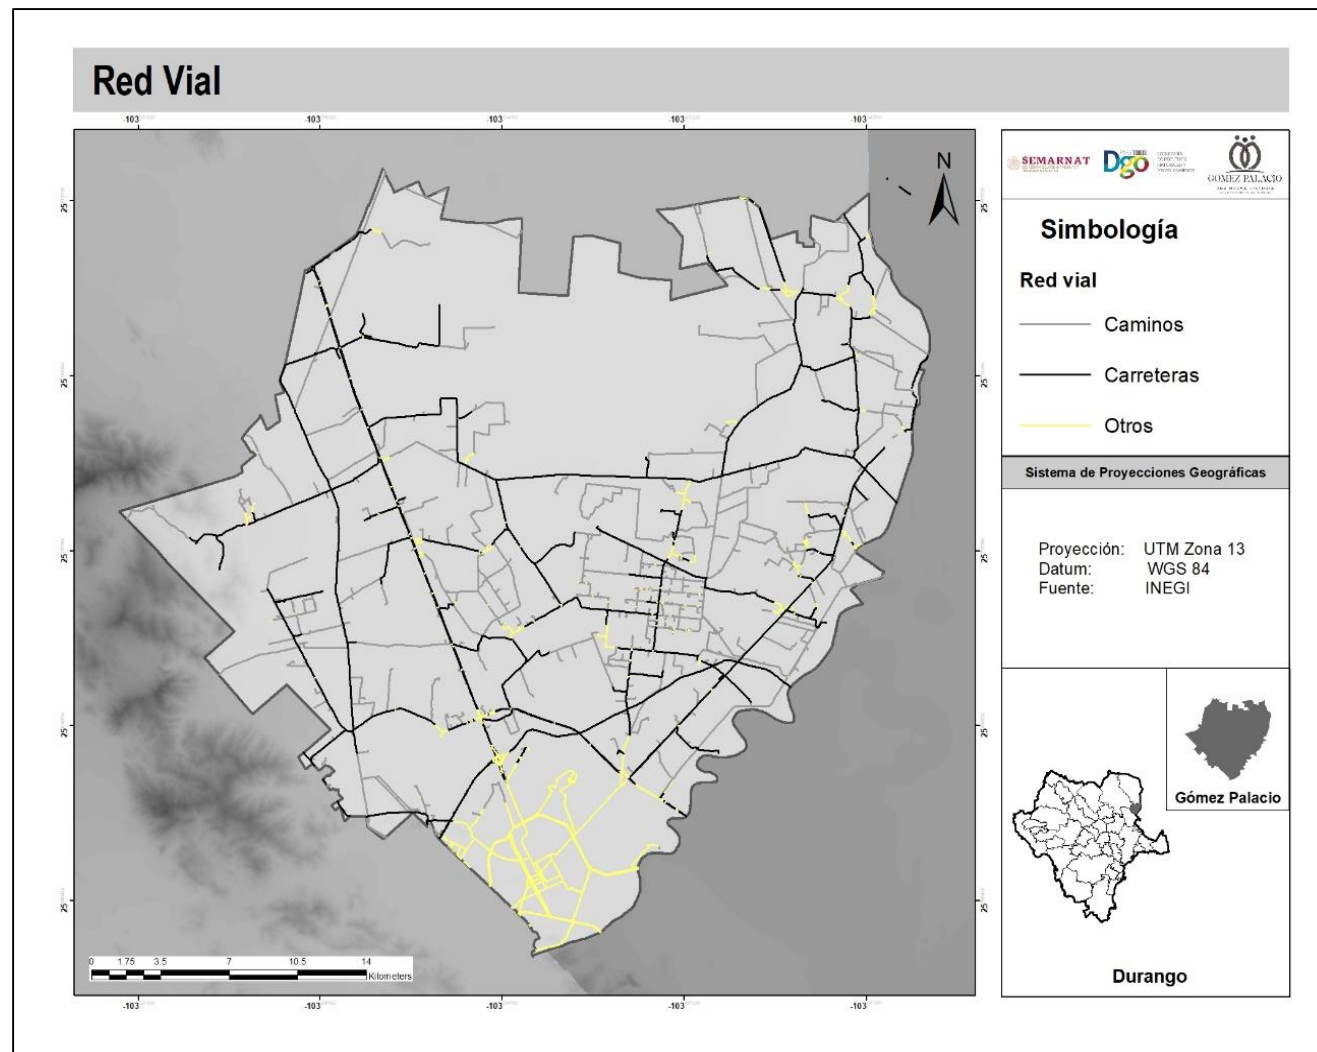 Red Vial
-103
-103
-103
-103
-103
25
25
25
25
25
25
25
25
25
25
N
SEMARNAT
Dgo
GÓMEZ PALACIO
Simbología
Red vial
Caminos
Carreteras
Otros
Sistema de Proyecciones Geográficas
Proyección: UTM Zona 13
Datum: WGS 84
Fuente: INEGI
Gómez Palacio
Durango
0 1.75 3.5 7 10.5 14
Kilometers
-103
-103
-103
-103
-103